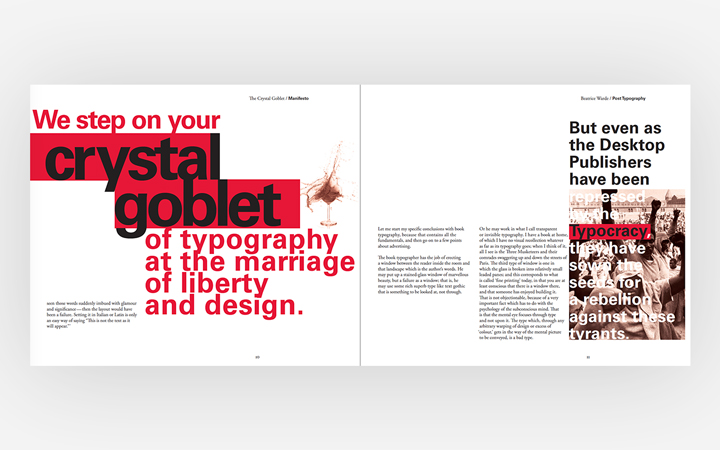 The Crystal Goblet / Manifesto
We step on your
crystal
goblet
of typography
at the marriage
of liberty
and design.
sent those words suddenly imbued with glamour
and significance — then the layout would have
been a failure. Setting it in Italian or Latin is only
an easy way of saying “This is not the text as it
will appear.”
Beatrice Warde / Post Typography
Let me start my specific conclusions with book
typography, because that contains all the
fundamentals, and then go on to a few points
about advertising.
The book typographer has the job of erecting
a window between the reader inside the room and
that landscape which is the author's words. He
may put up a stained-glass window of marvellous
beauty, but a failure as a window; that is, he
may use some rich superb type like text gothic
that is something to be looked at, not through.
Or he may work in what I call transparent
or invisible typography. I have a book at home,
of which I have no visual recollection whatever
as far as its typography goes; when I think of it,
all I see is the Three Musketeers and their
comrades swaggering up and down the streets of
Paris. The third type of window is one in
which the glass is broken into relatively small
leaded panes; and this corresponds to what
is called 'fine printing' today, in that you are at
least conscious that there is a window there,
and that someone has enjoyed building it.
That is not objectionable, because of a very
important fact which has to do with the
psychology of the subconscious mind. That
is that the mental eye focuses through type
and not upon it. The type which, through any
arbitrary warping of design or excess of
'colour,' gets in the way of the mental picture
to be conveyed, is a bad type.
But even as
the Desktop
Publishers
have been
repressed
by the
Typocracy,
they have
sewn the
seeds for
a rebellion
against these
tyrants.